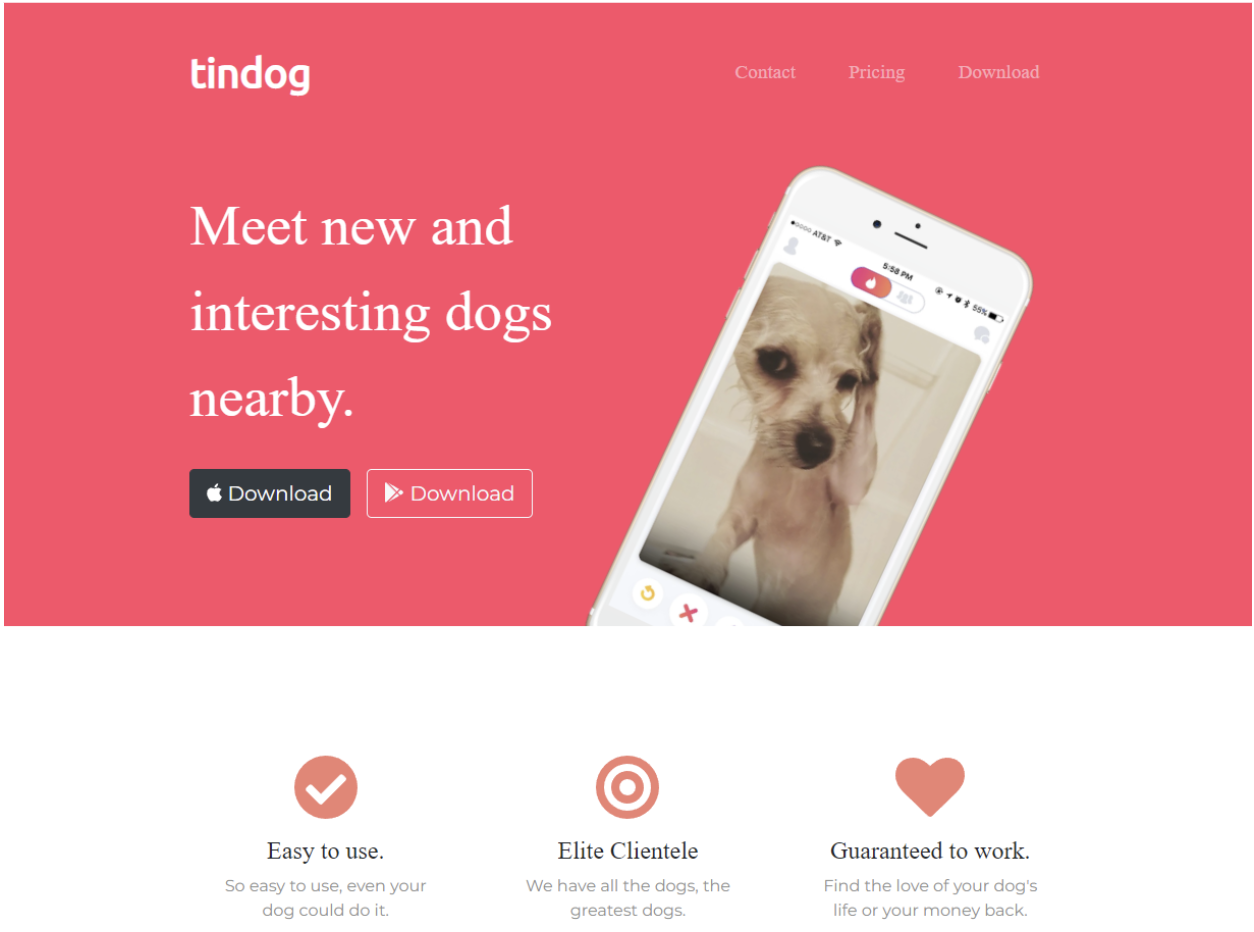 tindog
Contact Pricing Download
Meet new and
interesting dogs
nearby.
Download Download
AT&T
5:58 PM
55%
Easy to use.
So easy to use, even your
dog could do it.
Elite Clientele
We have all the dogs, the
greatest dogs.
Guaranteed to work.
Find the love of your dog's
life or your money back.